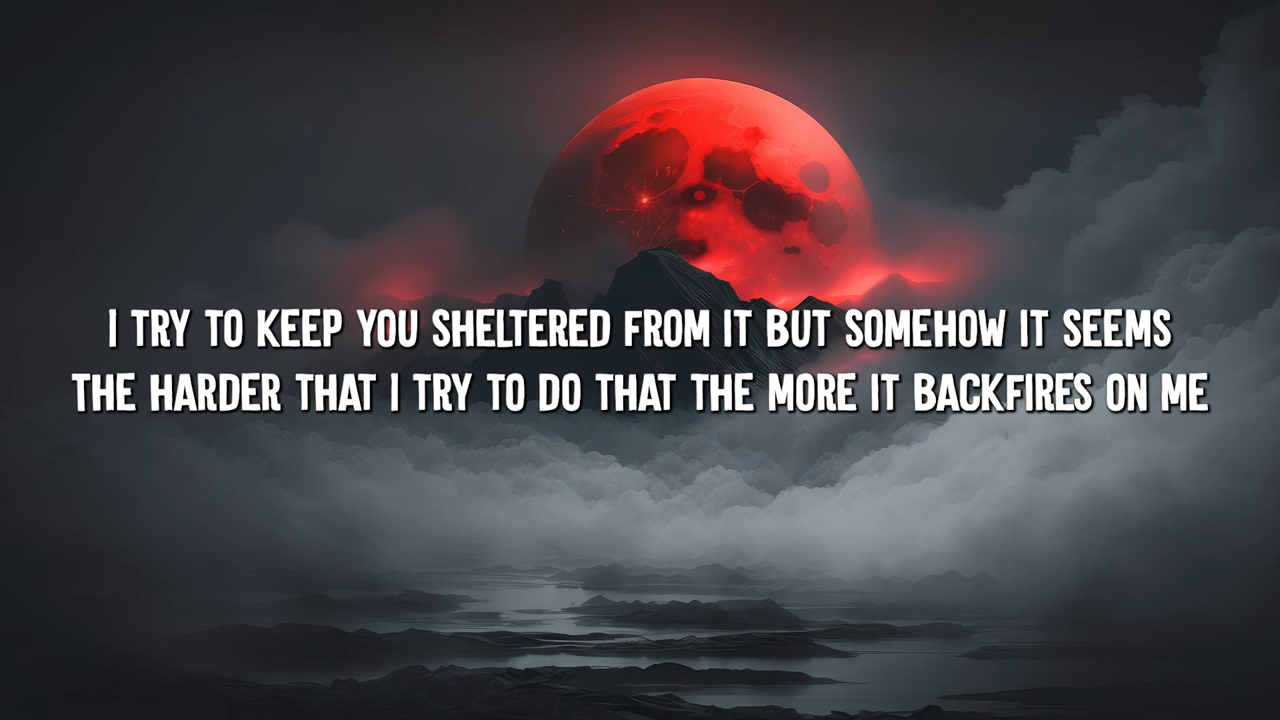 I TRY TO KEEP YOU SHELTERED FROM IT BUT SOMEHOW IT SEEMS
THE HARDER THAT I TRY TO DO THAT THE MORE IT BACKFIRES ON ME